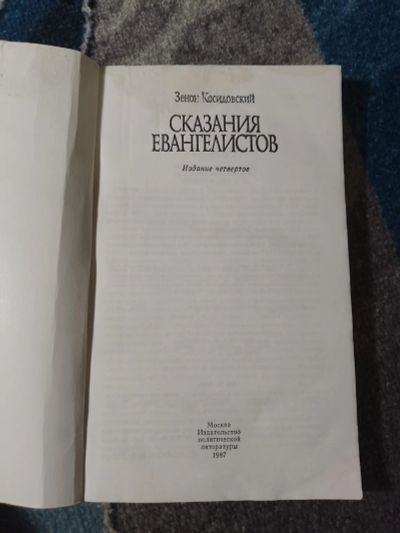 Зенон Косидовский
СКАЗАНИЯ
ЕВАНГЕЛИСТОВ
Издание четвертое
Москва
Издательство
политической
литературы
1987